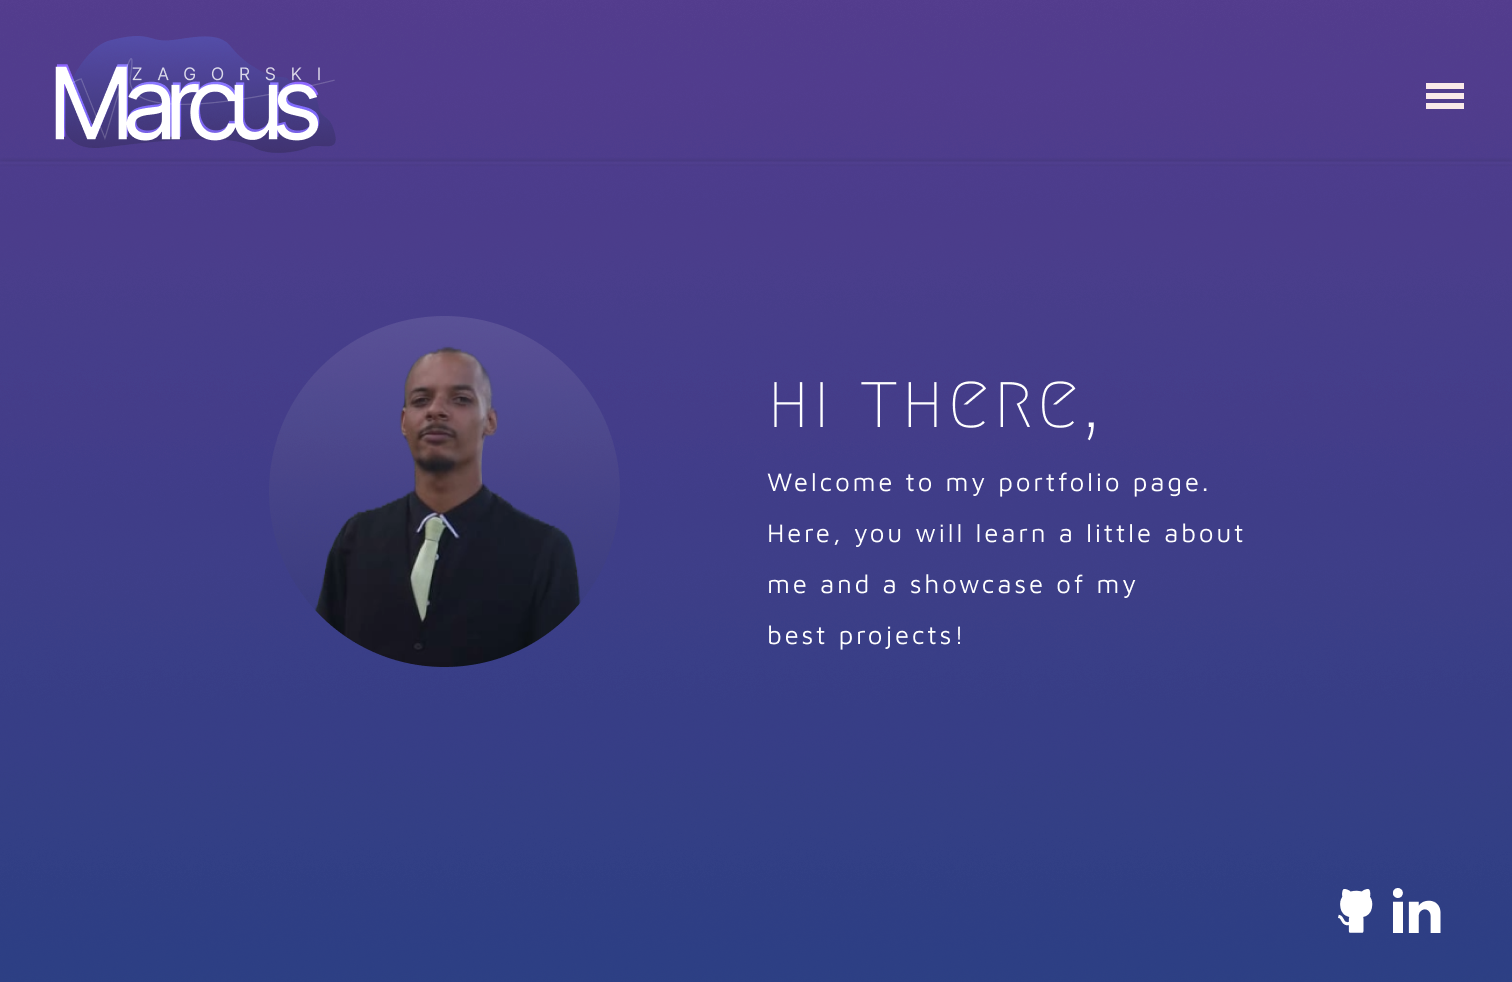 ZAGORSKI
Marcus
HI THERE,
Welcome to my portfolio page.
Here, you will learn a little about
me and a showcase of my
best projects!
in